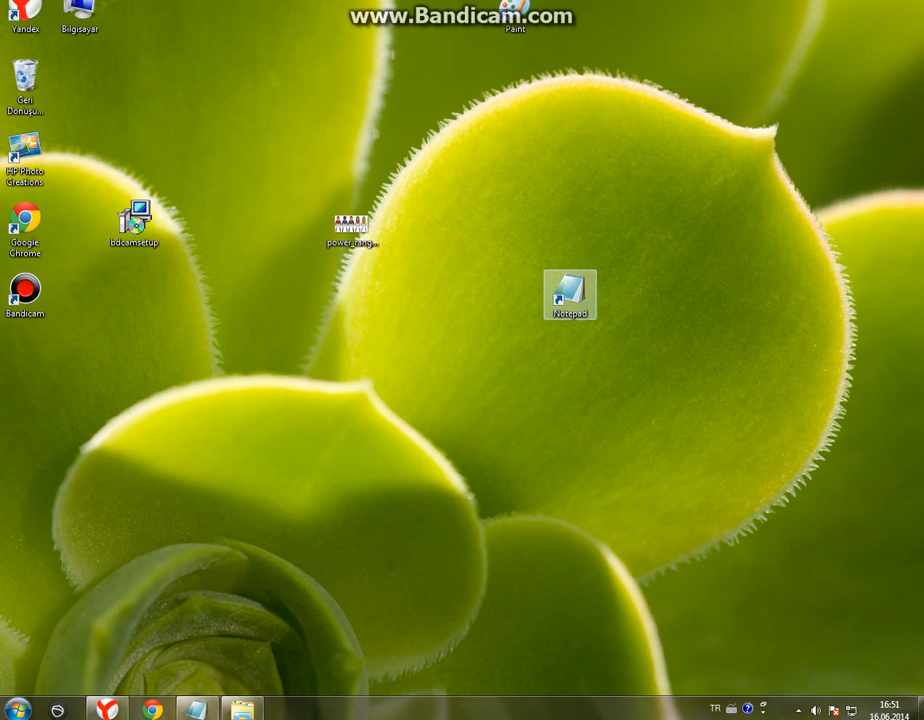 www.Bandicam.com
Yandex
Bilgisayar
Paint
Geri
Dönüşü...
HP Photo
Creations
Google
Chrome
bdcamsetup
power_rang...
Notepad
Bandicam
TR
16:51
16.06.2014